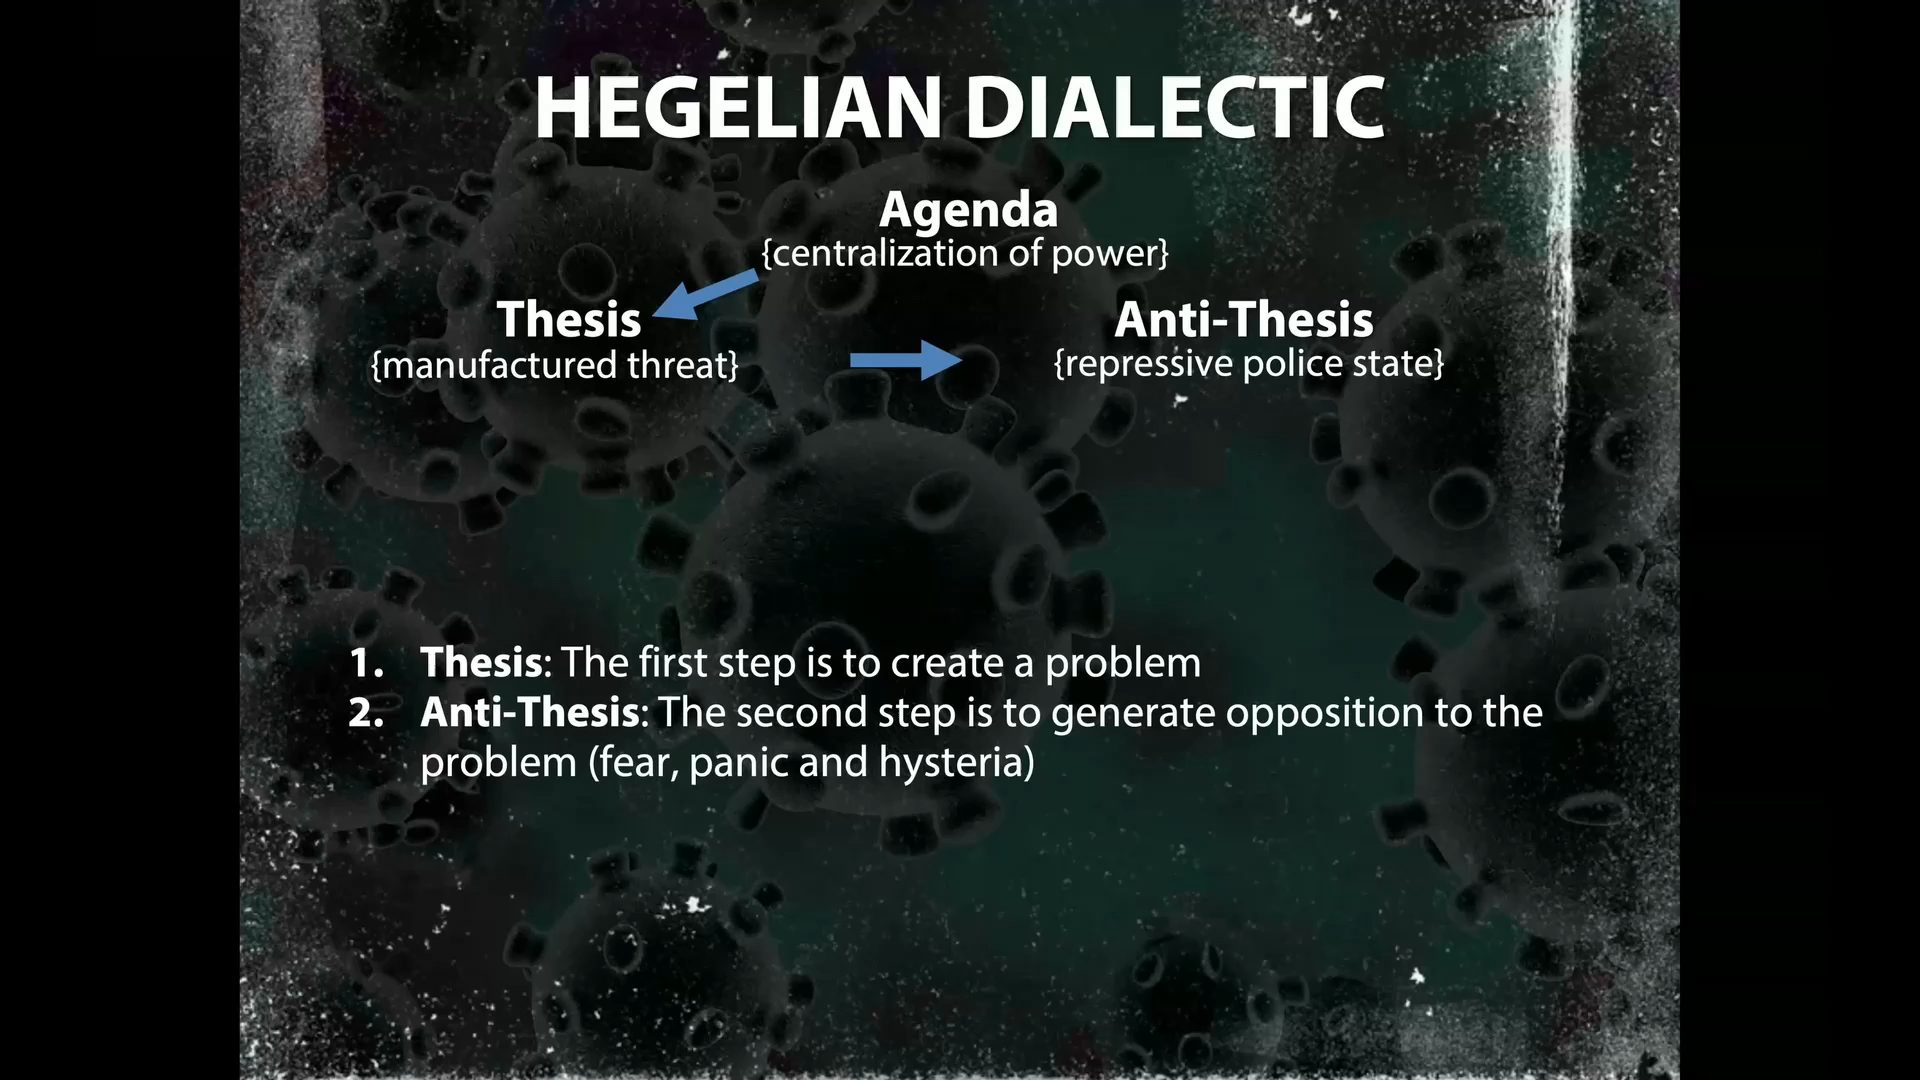 HEGELIAN DIALECTIC
Agenda
{centralization of power}
Thesis
{manufactured threat}
Anti-Thesis
{repressive police state}
1. Thesis: The first step is to create a problem
2. Anti-Thesis: The second step is to generate opposition to the
problem (fear, panic and hysteria)